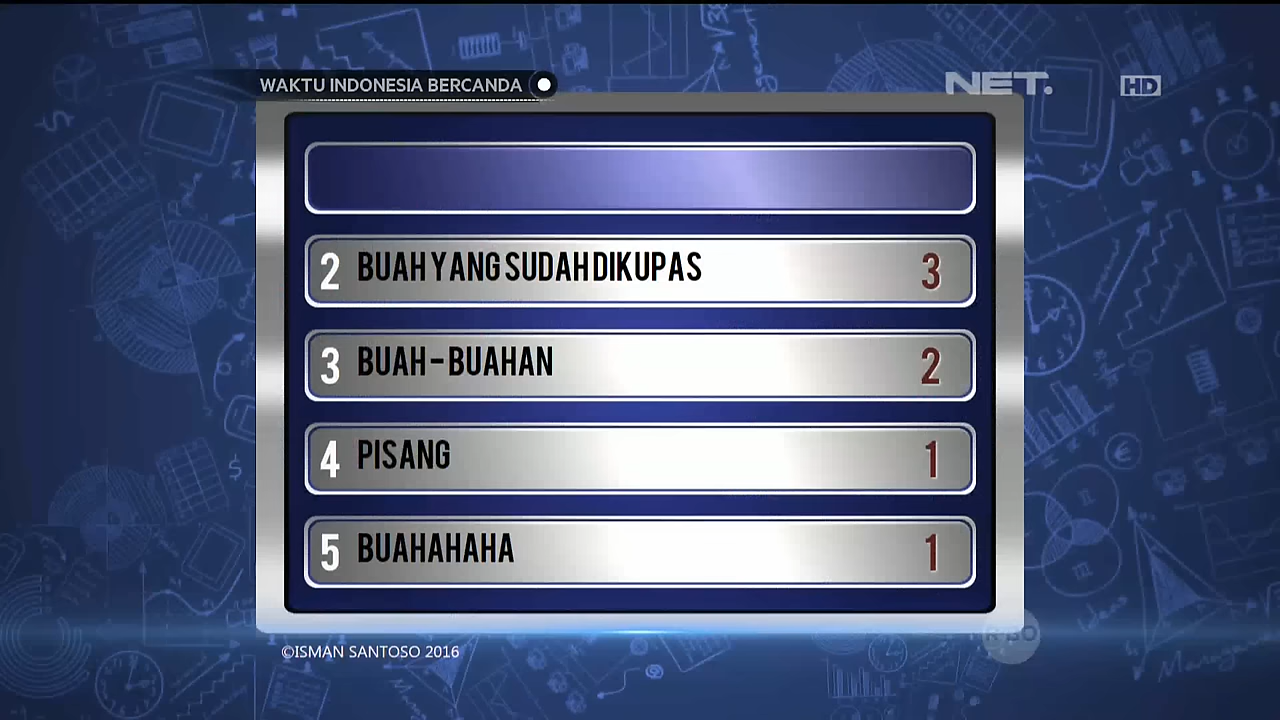 WAKTU INDONESIA BERCANDA
NET.
HD
2 BUAH YANG SUDAH DIKUPAS 3
3 BUAH - BUAHAN 2
4 PISANG 1
5 BUAHAHAHA 1
©ISMAN SANTOSO 2016